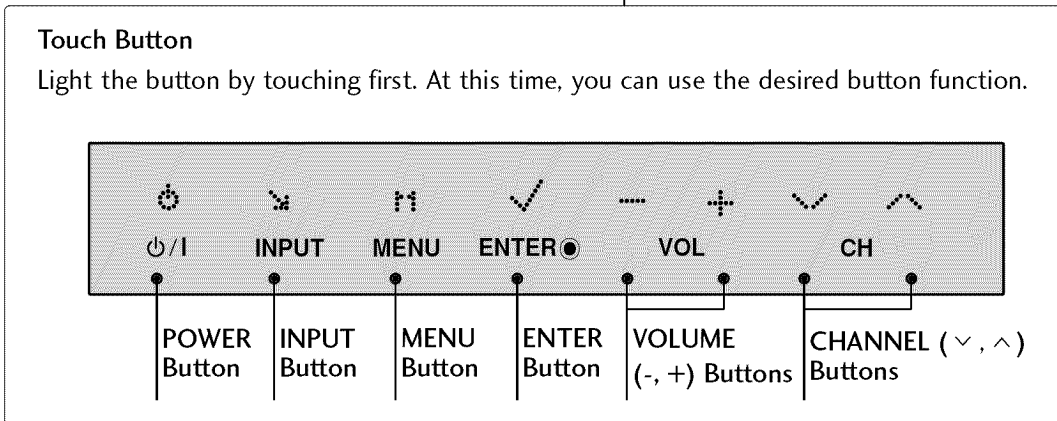 Touch Button
Light the button by touching first. At this time, you can use the desired button function.
⏻/I INPUT MENU ENTER VOL CH
POWER INPUT MENU ENTER VOLUME CHANNEL (∨, ∧)
Button Button Button Button (-, +) Buttons Buttons